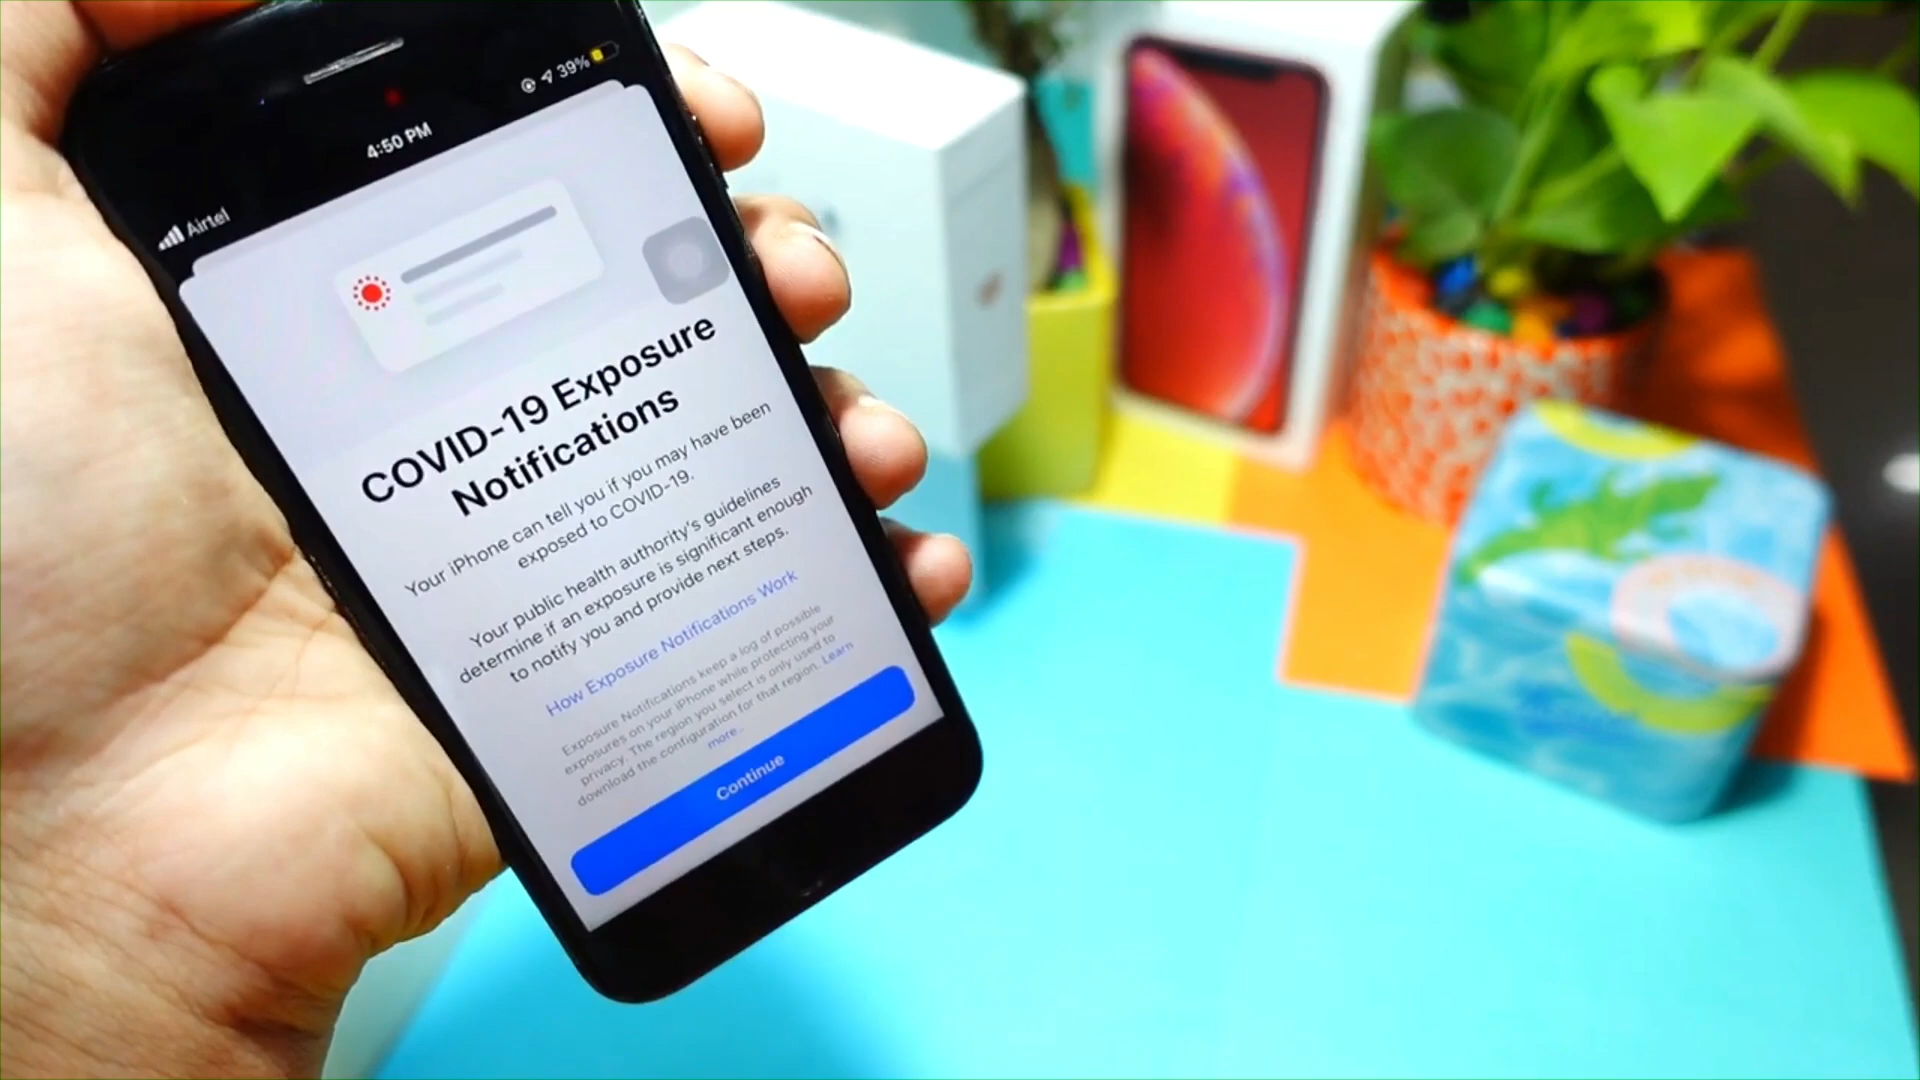 39%
4:50 PM
Airtel
COVID-19 Exposure
Notifications
Your iPhone can tell you if you may have been
exposed to COVID-19.
Your public health authority's guidelines
determine if an exposure is significant enough
to notify you and provide next steps.
How Exposure Notifications Work
Exposure Notifications keep a log of possible
exposures on your iPhone while protecting your
privacy. The region you select is only used to
download the configuration for that region. Learn
more..
Continue